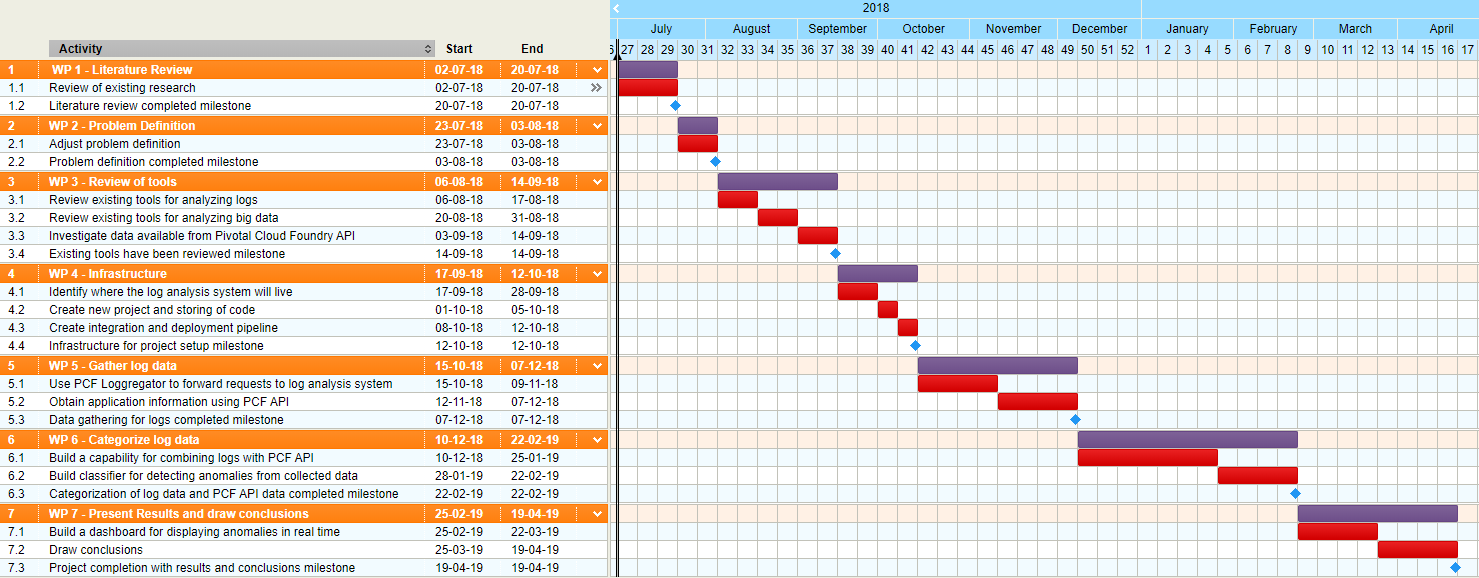 2018
July August September October November December January February March April
Activity Start End 6 27 28 29 30 31 32 33 34 35 36 37 38 39 40 41 42 43 44 45 46 47 48 49 50 51 52 1 2 3 4 5 6 7 8 9 10 11 12 13 14 15 16 17
1 WP 1 - Literature Review 02-07-18 20-07-18
1.1 Review of existing research 02-07-18 20-07-18
1.2 Literature review completed milestone 20-07-18 20-07-18
2 WP 2 - Problem Definition 23-07-18 03-08-18
2.1 Adjust problem definition 23-07-18 03-08-18
2.2 Problem definition completed milestone 03-08-18 03-08-18
3 WP 3 - Review of tools 06-08-18 14-09-18
3.1 Review existing tools for analyzing logs 06-08-18 17-08-18
3.2 Review existing tools for analyzing big data 20-08-18 31-08-18
3.3 Investigate data available from Pivotal Cloud Foundry API 03-09-18 14-09-18
3.4 Existing tools have been reviewed milestone 14-09-18 14-09-18
4 WP 4 - Infrastructure 17-09-18 12-10-18
4.1 Identify where the log analysis system will live 17-09-18 28-09-18
4.2 Create new project and storing of code 01-10-18 05-10-18
4.3 Create integration and deployment pipeline 08-10-18 12-10-18
4.4 Infrastructure for project setup milestone 12-10-18 12-10-18
5 WP 5 - Gather log data 15-10-18 07-12-18
5.1 Use PCF Loggregator to forward requests to log analysis system 15-10-18 09-11-18
5.2 Obtain application information using PCF API 12-11-18 07-12-18
5.3 Data gathering for logs completed milestone 07-12-18 07-12-18
6 WP 6 - Categorize log data 10-12-18 22-02-19
6.1 Build a capability for combining logs with PCF API 10-12-18 25-01-19
6.2 Build classifier for detecting anomalies from collected data 28-01-19 22-02-19
6.3 Categorization of log data and PCF API data completed milestone 22-02-19 22-02-19
7 WP 7 - Present Results and draw conclusions 25-02-19 19-04-19
7.1 Build a dashboard for displaying anomalies in real time 25-02-19 22-03-19
7.2 Draw conclusions 25-03-19 19-04-19
7.3 Project completion with results and conclusions milestone 19-04-19 19-04-19